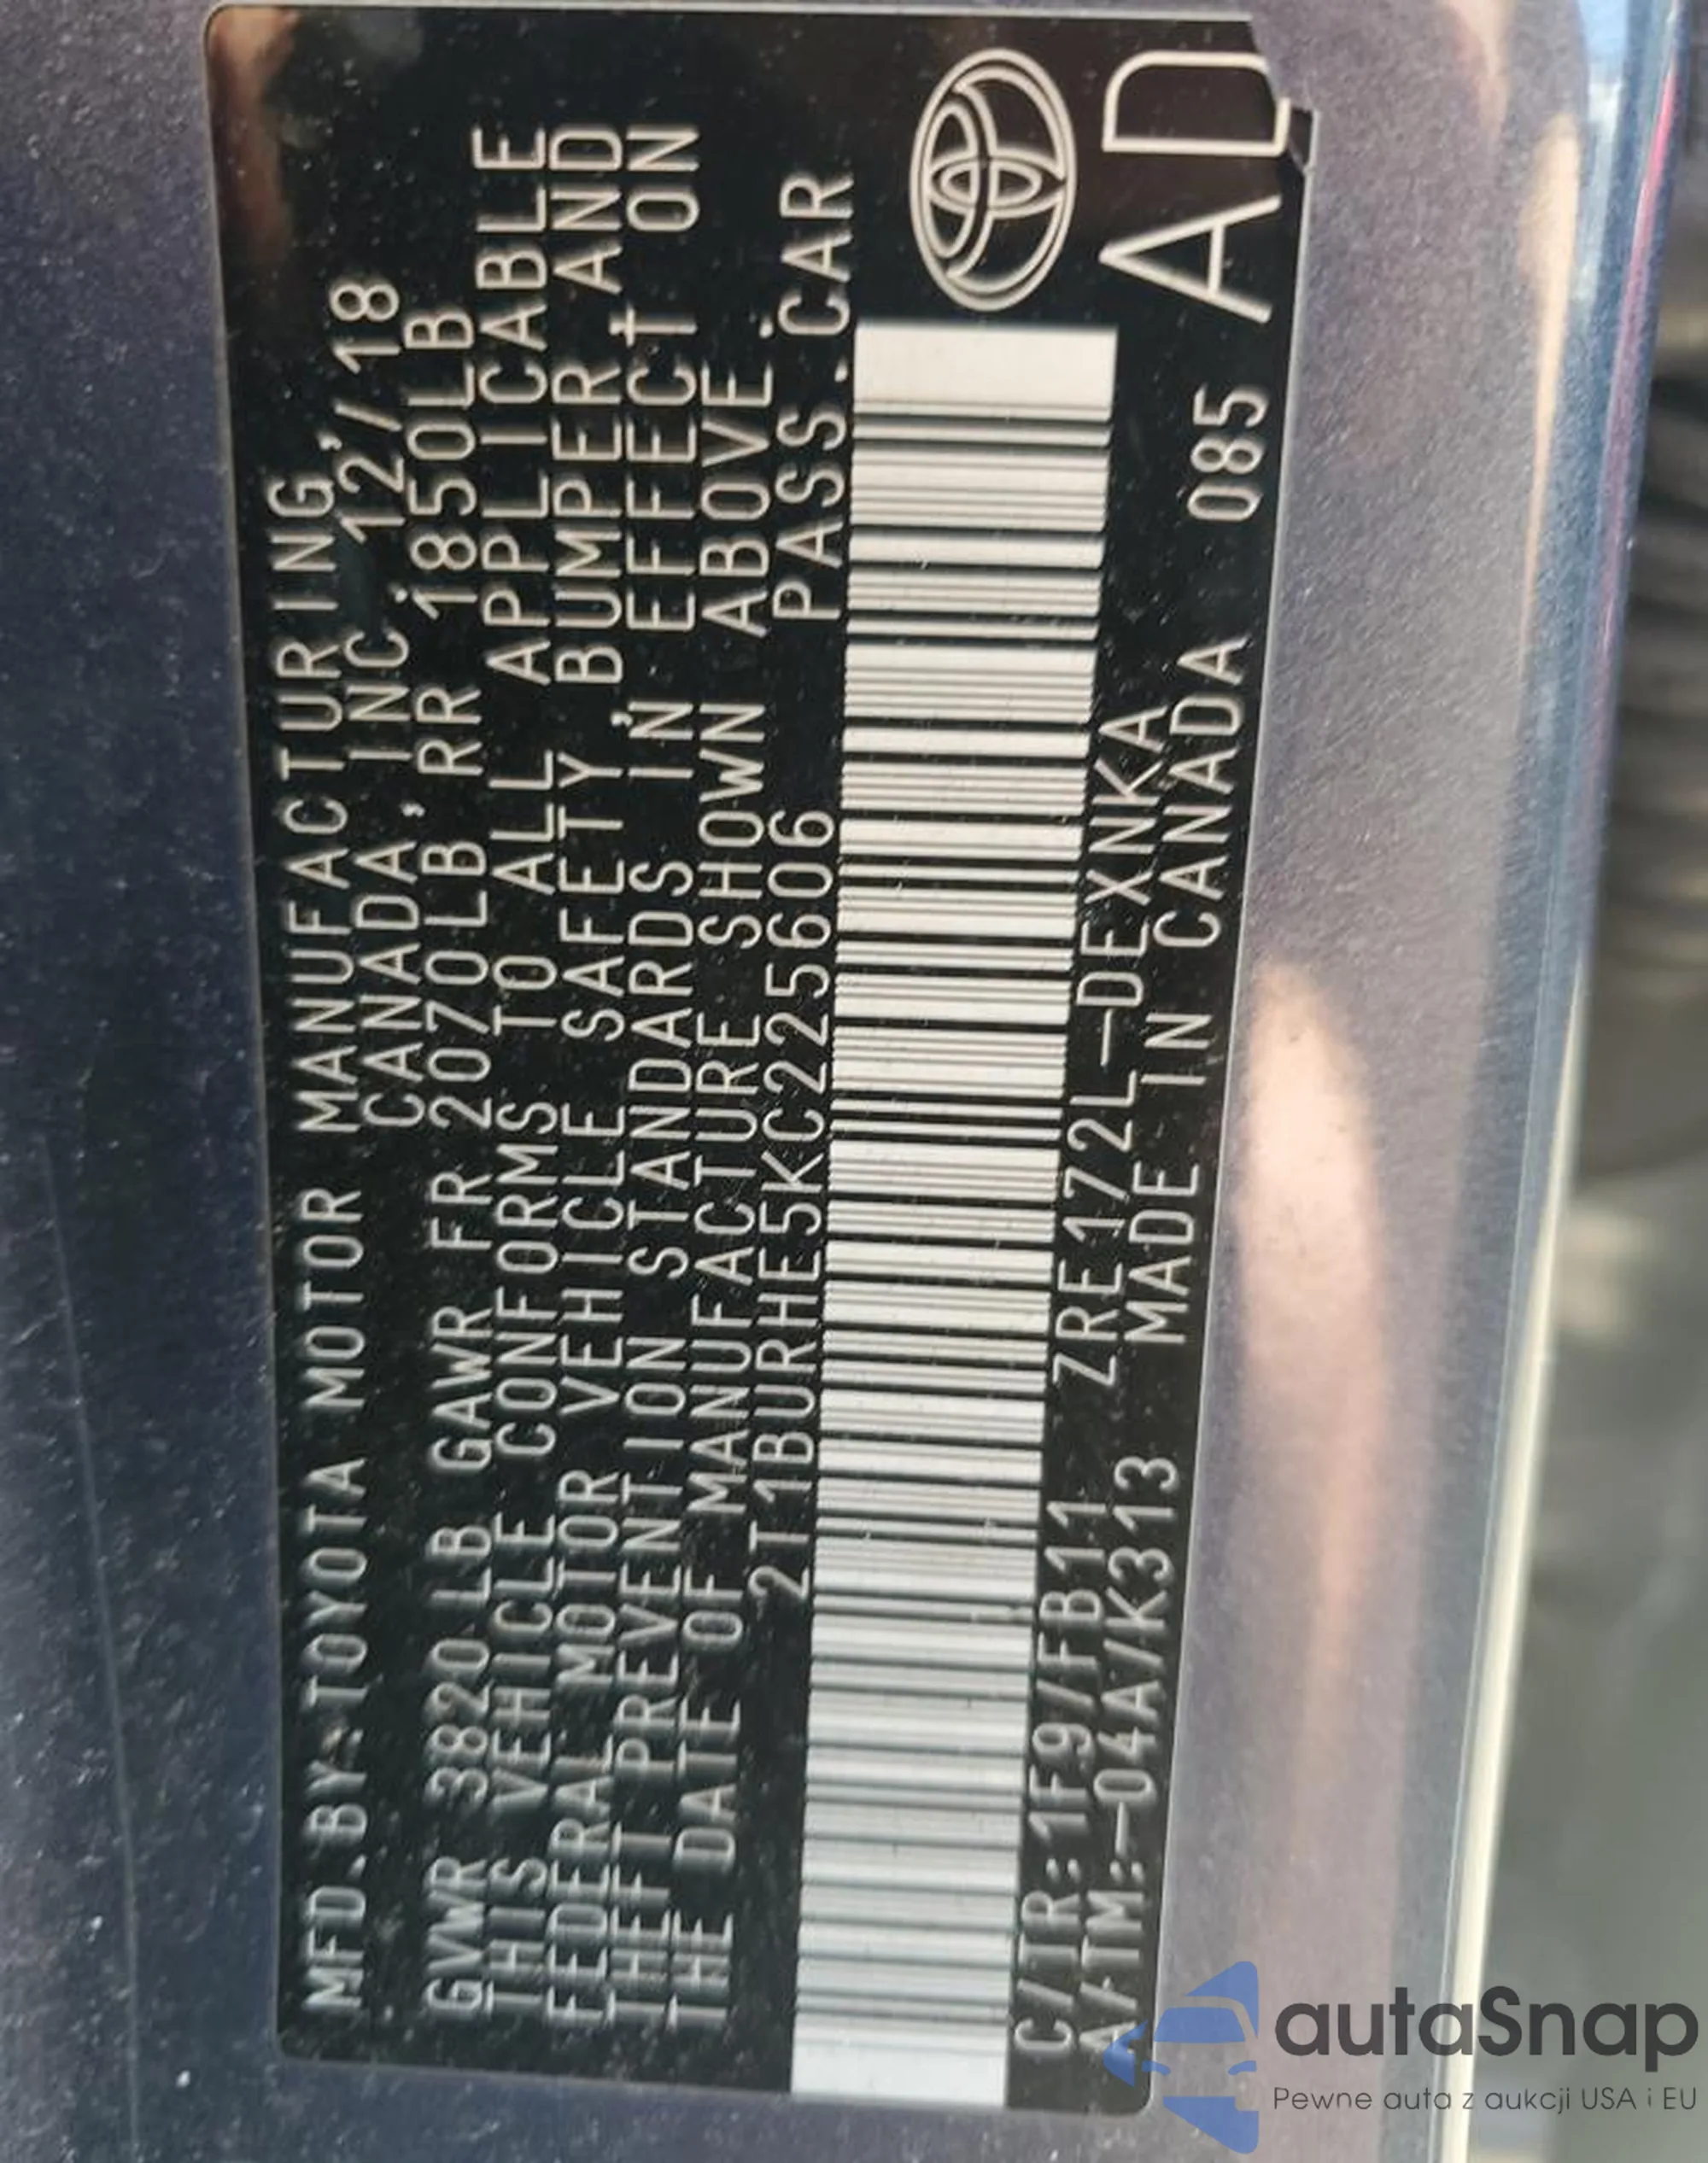 MFD.BY:TOYOTA MOTOR MANUFACTURING,
CANADA, INC. 12/18
GVWR 3820 LB GAWR FR 2070LB, RR 1850LB
THIS VEHICLE CONFORMS TO ALL APPLICABLE
FEDERAL MOTOR VEHICLE SAFETY, BUMPER AND
THEFT PREVENTION STANDARDS IN EFFECT ON
THE DATE OF MANUFACTURE SHOWN ABOVE.
2T1BURHE5KC225606 PASS.CAR
C/TR:1F9/FB11 ZRE172L-DEXNKA
A/TM:-04A/K313 MADE IN CANADA 085 AD
autaSnap
Pewne auta z aukcji USA i EU